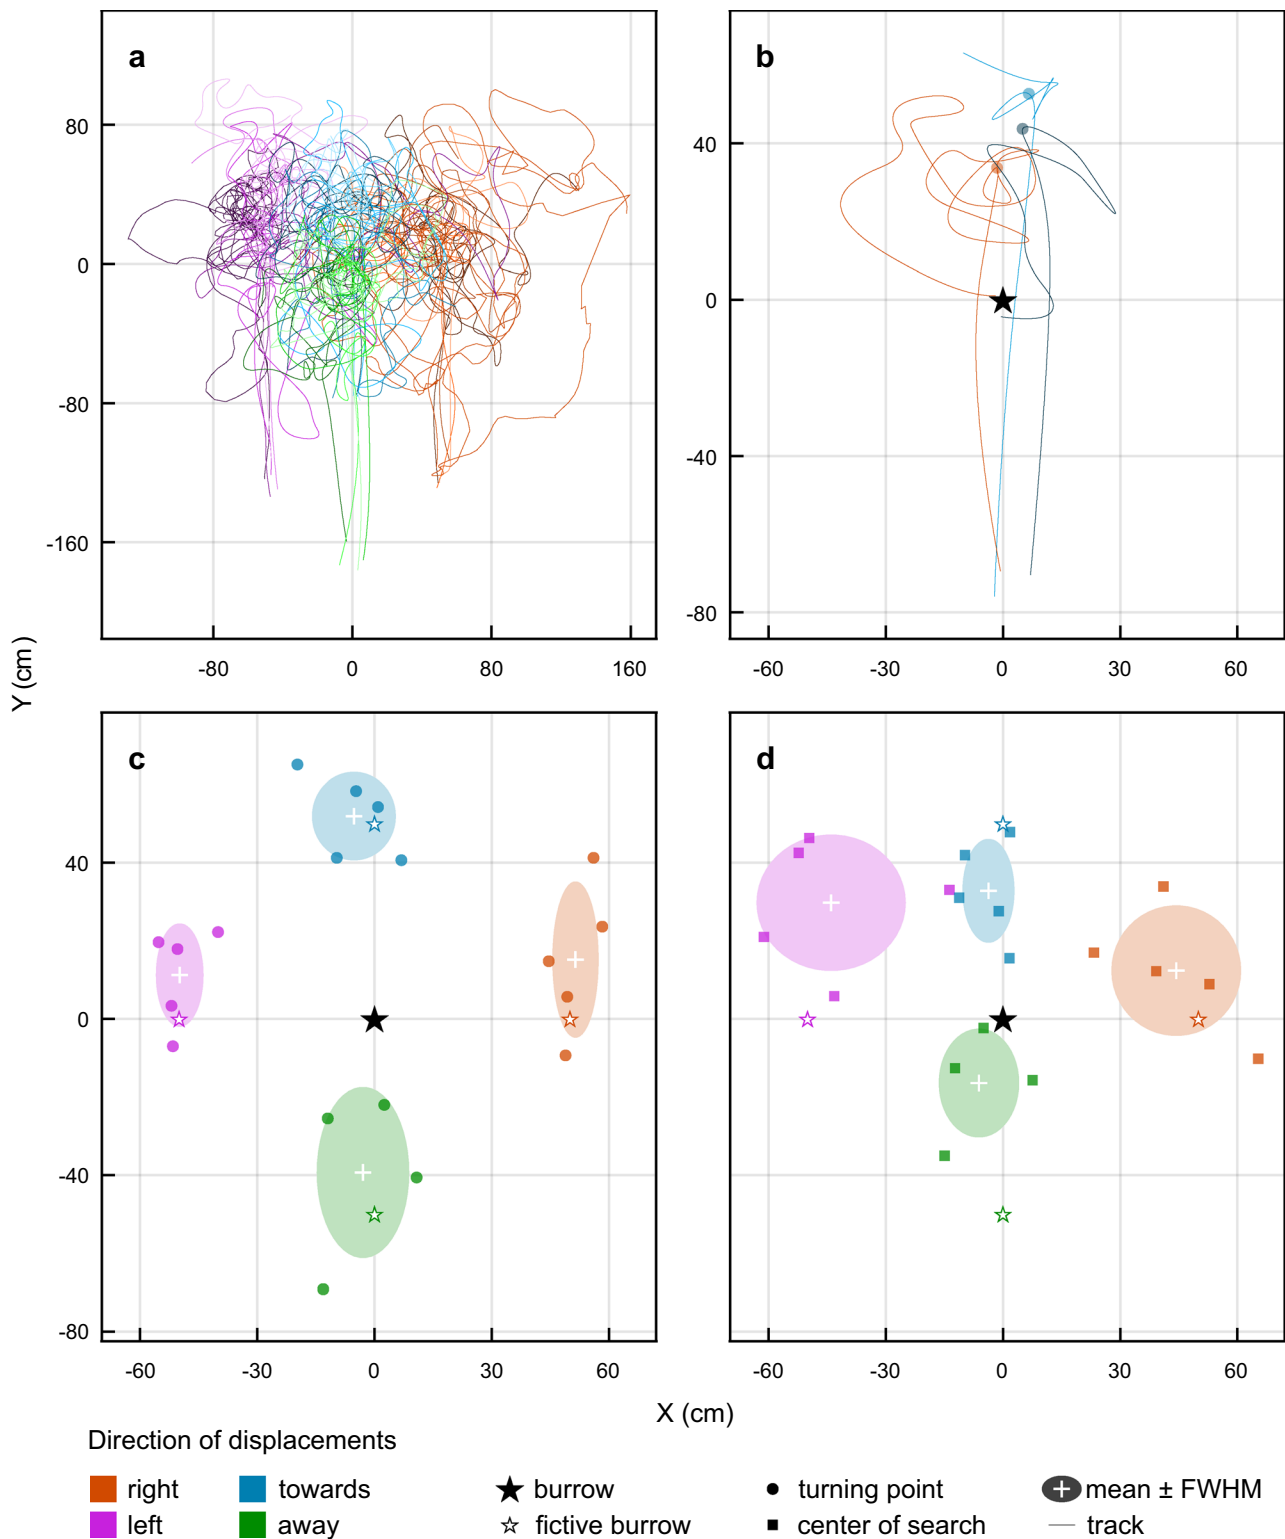 a
b
80
0
-80
-160
40
0
-40
-80
-80 0 80 160
-60 -30 0 30 60
Y (cm)
c
d
40
0
-40
-80
-60 -30 0 30 60
-60 -30 0 30 60
X (cm)
Direction of displacements
right towards burrow turning point mean ± FWHM
left away fictive burrow center of search track